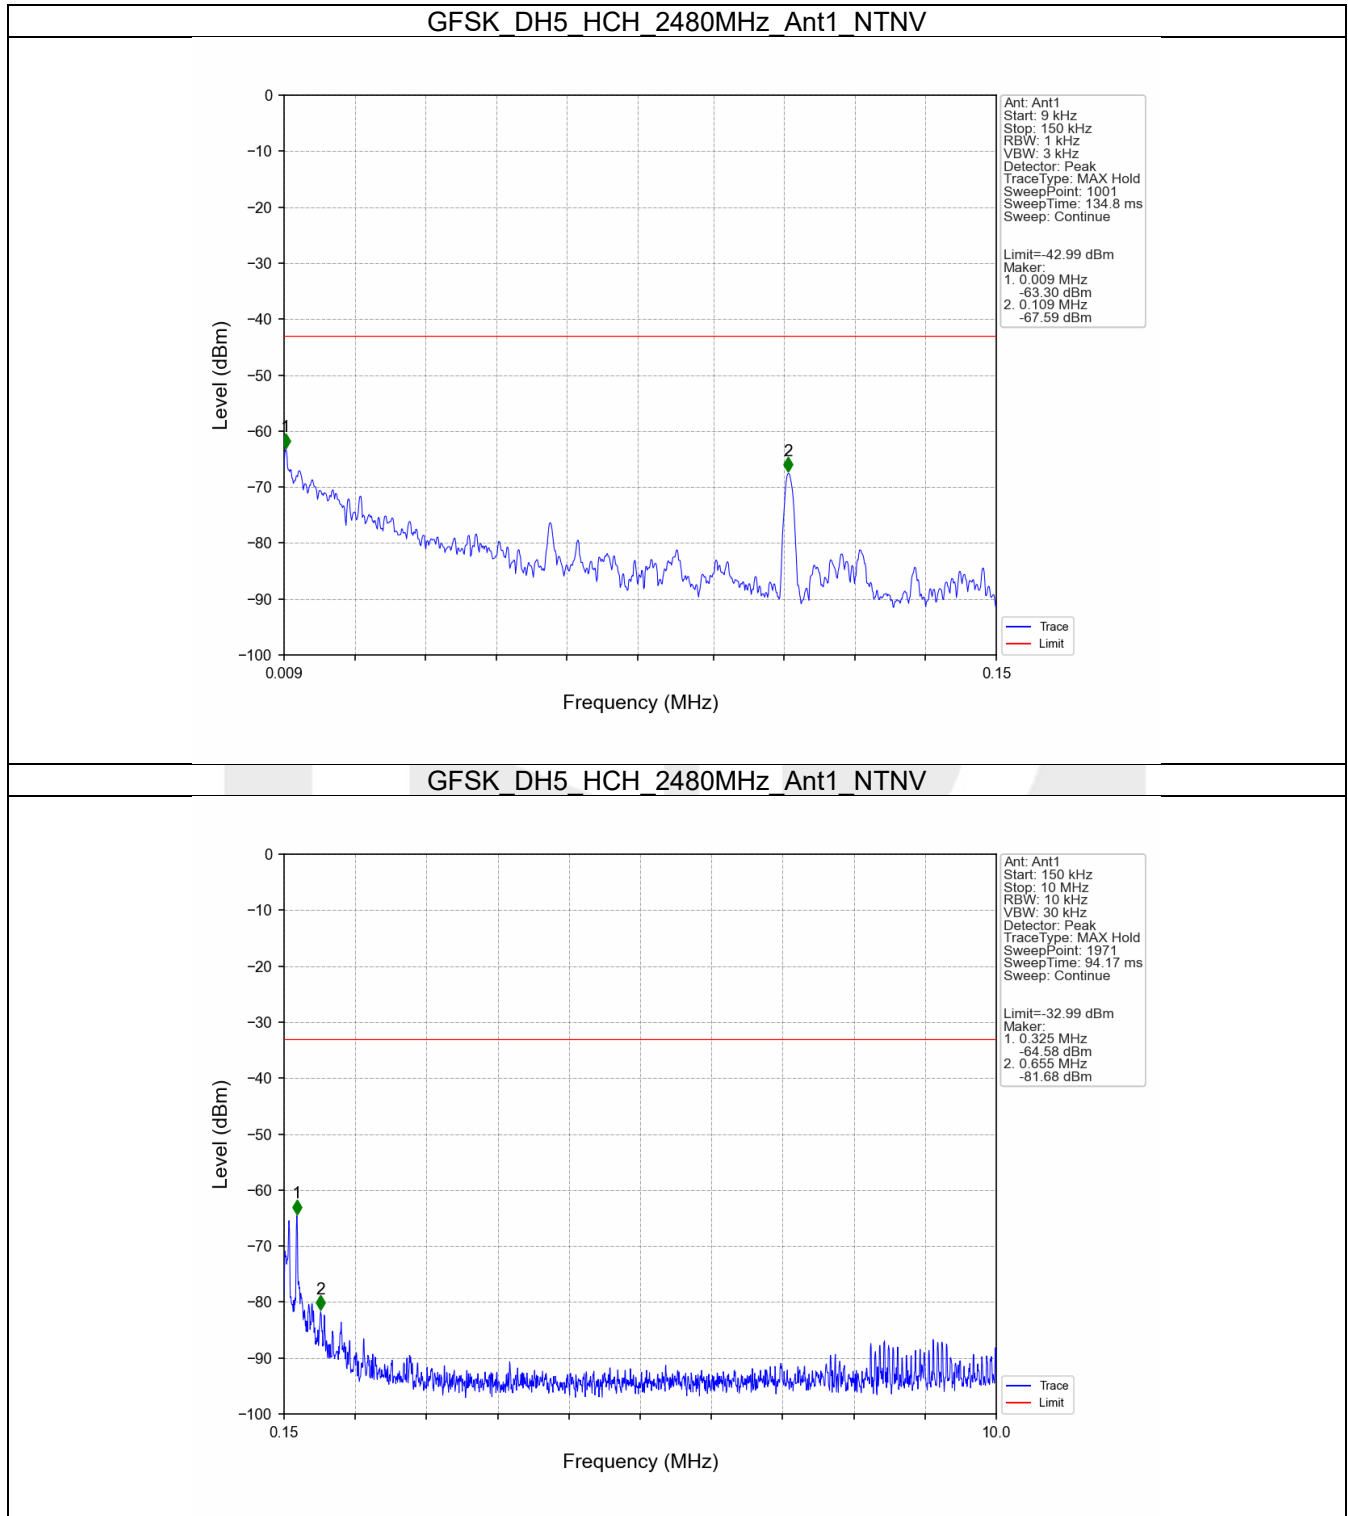 GFSK_DH5_HCH_2480MHz_Ant1_NTNV
0
−10
−20
−30
−40
−50
−60
−70
−80
−90
−100
Level (dBm)
1
2
0.009
0.15
Frequency (MHz)
Ant: Ant1
Start: 9 kHz
Stop: 150 kHz
RBW: 1 kHz
VBW: 3 kHz
Detector: Peak
TraceType: MAX Hold
SweepPoint: 1001
SweepTime: 134.8 ms
Sweep: Continue
Limit=-42.99 dBm
Maker:
1. 0.009 MHz
-63.30 dBm
2. 0.109 MHz
-67.59 dBm
Trace
Limit
GFSK_DH5_HCH_2480MHz_Ant1_NTNV
0
−10
−20
−30
−40
−50
−60
−70
−80
−90
−100
Level (dBm)
1
2
0.15
10.0
Frequency (MHz)
Ant: Ant1
Start: 150 kHz
Stop: 10 MHz
RBW: 10 kHz
VBW: 30 kHz
Detector: Peak
TraceType: MAX Hold
SweepPoint: 1971
SweepTime: 94.17 ms
Sweep: Continue
Limit=-32.99 dBm
Maker:
1. 0.325 MHz
-64.58 dBm
2. 0.655 MHz
-81.68 dBm
Trace
Limit